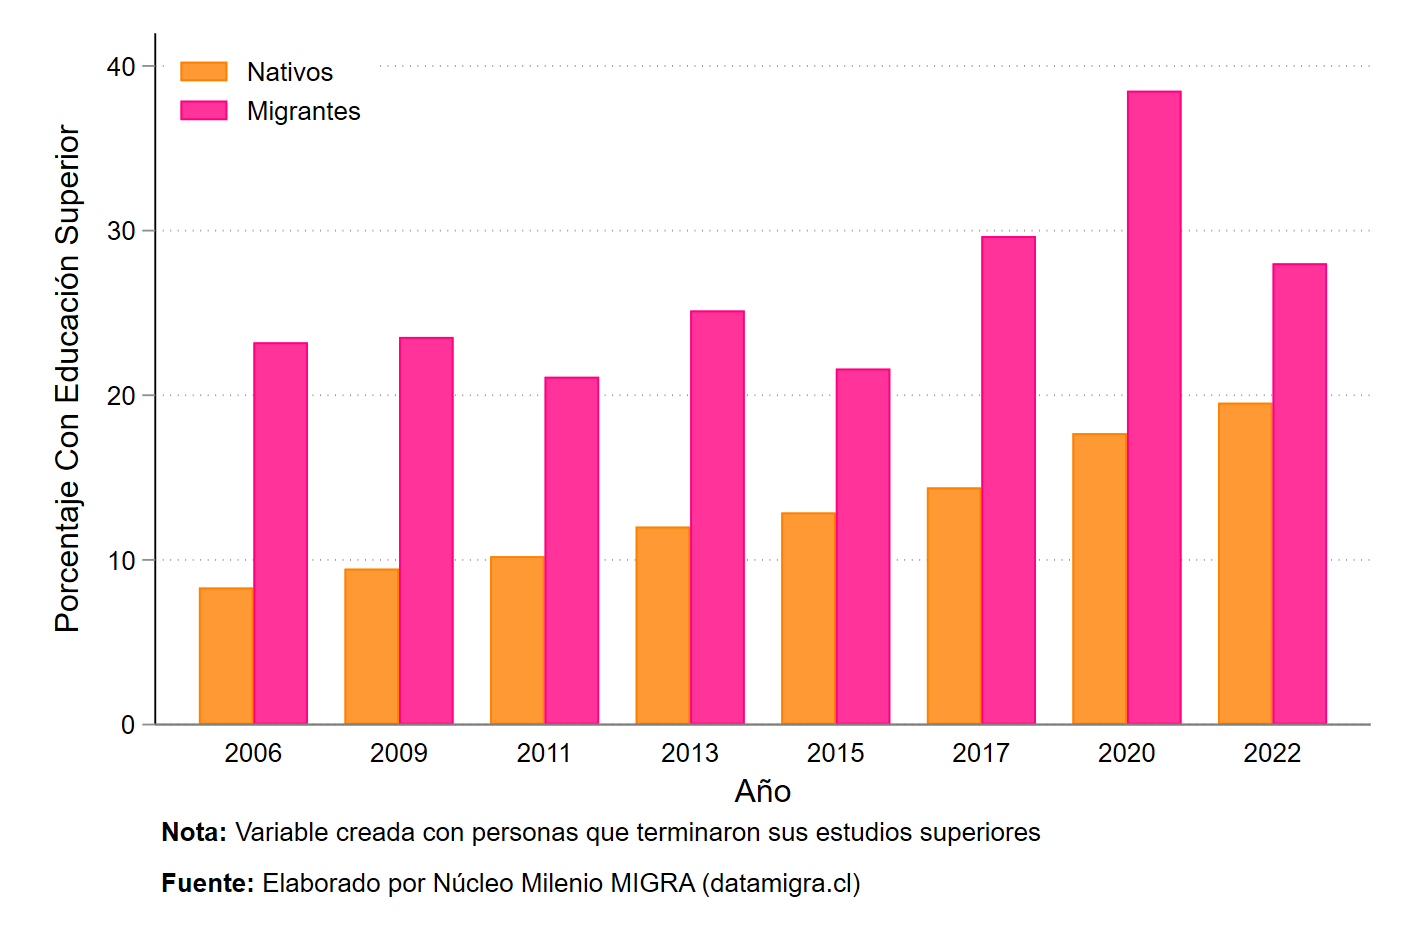 Porcentaje Con Educación Superior
40
30
20
10
0
Nativos
Migrantes
2006 2009 2011 2013 2015 2017 2020 2022
Año
Nota: Variable creada con personas que terminaron sus estudios superiores
Fuente: Elaborado por Núcleo Milenio MIGRA (datamigra.cl)